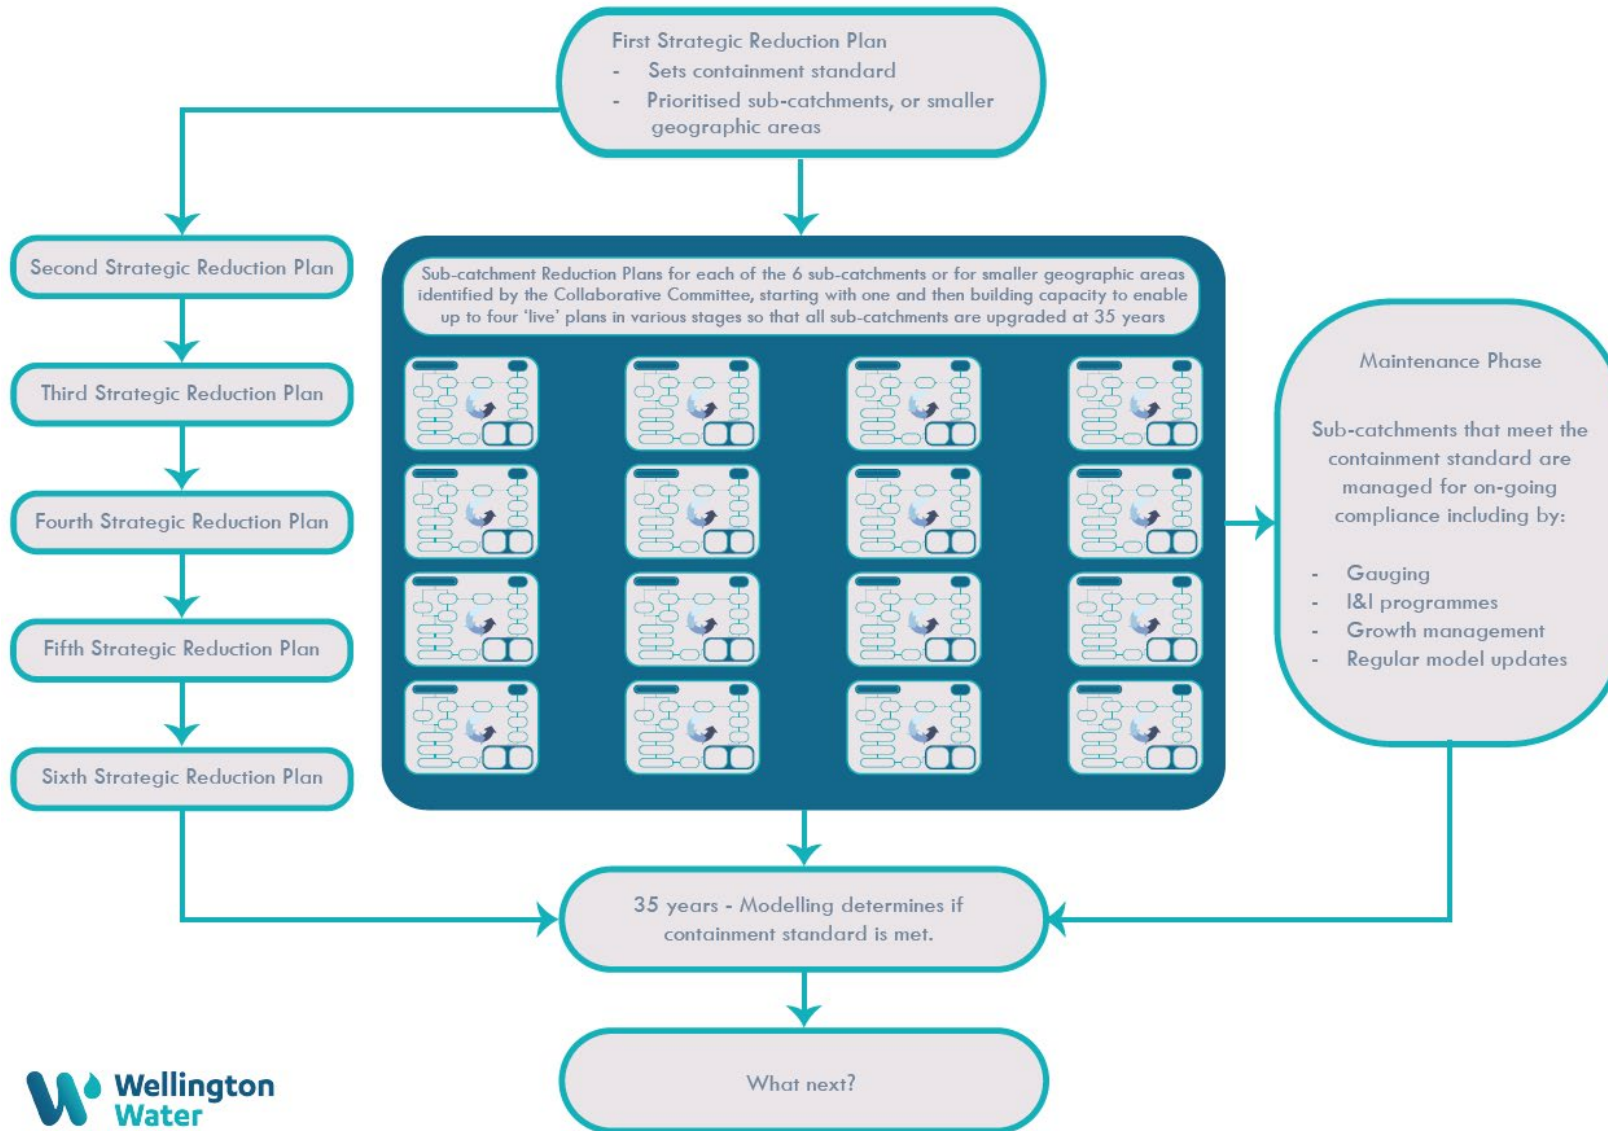 First Strategic Reduction Plan
- Sets containment standard
- Prioritised sub-catchments, or smaller
geographic areas
Second Strategic Reduction Plan
Third Strategic Reduction Plan
Fourth Strategic Reduction Plan
Fifth Strategic Reduction Plan
Sixth Strategic Reduction Plan
Sub-catchment Reduction Plans for each of the 6 sub-catchments or for smaller geographic areas
identified by the Collaborative Committee, starting with one and then building capacity to enable
up to four 'live' plans in various stages so that all sub-catchments are upgraded at 35 years
Maintenance Phase
Sub-catchments that meet the
containment standard are
managed for on-going
compliance including by:
- Gauging
- I&I programmes
- Growth management
- Regular model updates
35 years - Modelling determines if
containment standard is met.
What next?
Wellington
Water